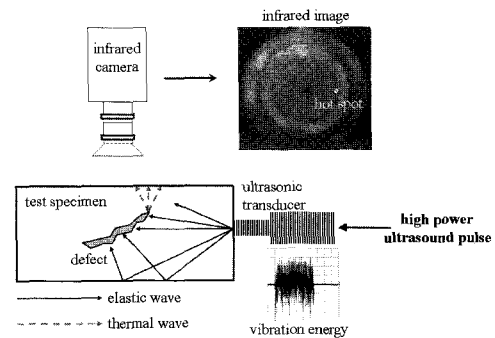 infrared image
infrared
camera
hot spot
ultrasonic
transducer
test specimen
high power
ultrasound pulse
defect
elastic wave
thermal wave
vibration energy